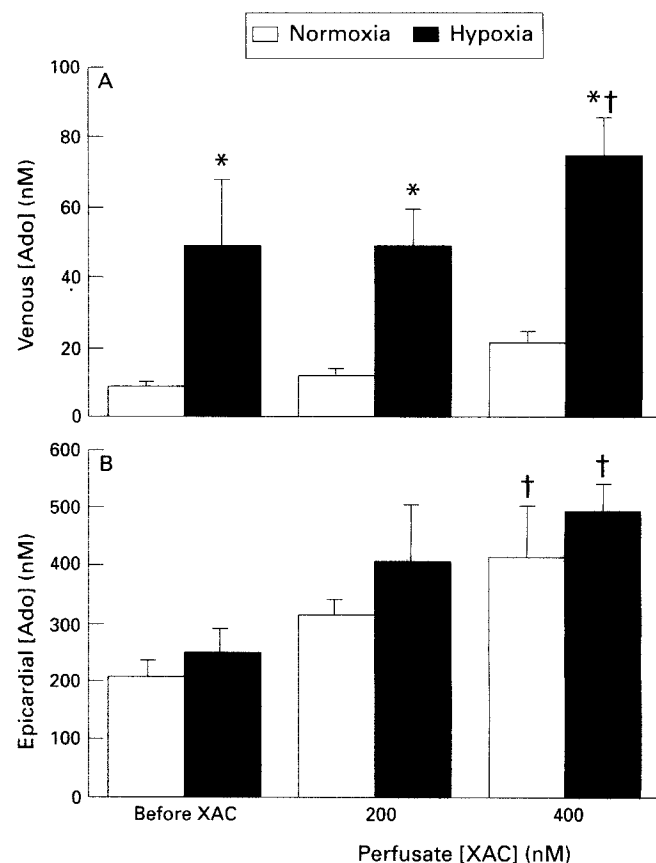 Normoxia Hypoxia
A
100
80
60
40
20
0
Venous [Ado] (nM)
*
*
*†
B
600
500
400
300
200
100
0
Epicardial [Ado] (nM)
†
†
Before XAC 200 400
Perfusate [XAC] (nM)